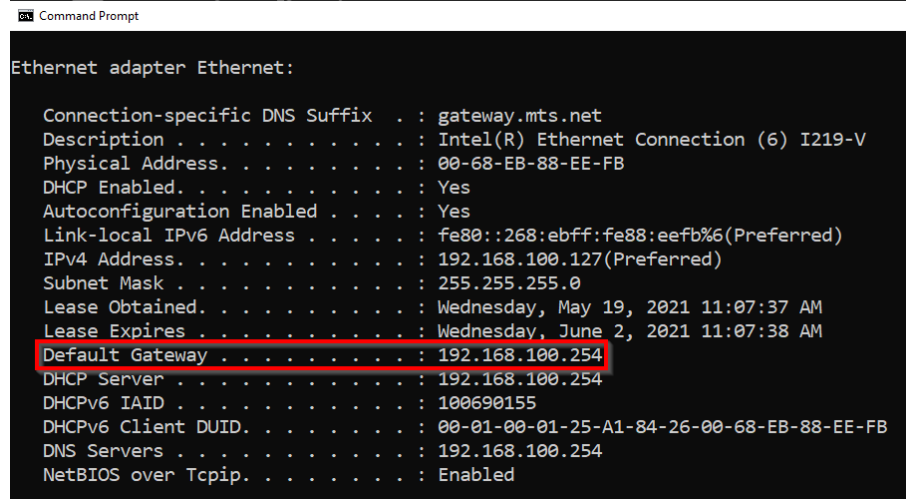 Command Prompt
Ethernet adapter Ethernet:
Connection-specific DNS Suffix  . : gateway.mts.net
Description . . . . . . . . . . . : Intel(R) Ethernet Connection (6) I219-V
Physical Address. . . . . . . . . : 00-68-EB-88-EE-FB
DHCP Enabled. . . . . . . . . . . : Yes
Autoconfiguration Enabled . . . . : Yes
Link-local IPv6 Address . . . . . : fe80::268:ebff:fe88:eefb%6(Preferred)
IPv4 Address. . . . . . . . . . . : 192.168.100.127(Preferred)
Subnet Mask . . . . . . . . . . . : 255.255.255.0
Lease Obtained. . . . . . . . . . : Wednesday, May 19, 2021 11:07:37 AM
Lease Expires . . . . . . . . . . : Wednesday, June 2, 2021 11:07:38 AM
Default Gateway . . . . . . . . . : 192.168.100.254
DHCP Server . . . . . . . . . . . : 192.168.100.254
DHCPv6 IAID . . . . . . . . . . . : 100690155
DHCPv6 Client DUID. . . . . . . . : 00-01-00-01-25-A1-84-26-00-68-EB-88-EE-FB
DNS Servers . . . . . . . . . . . : 192.168.100.254
NetBIOS over Tcpip. . . . . . . . : Enabled